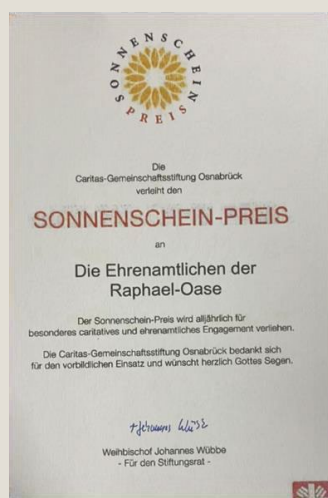 SONNENSCHEIN
PREIS
Die
Caritas-Gemeinschaftsstiftung Osnabrück
verleiht den
SONNENSCHEIN-PREIS
an
Die Ehrenamtlichen der
Raphael-Oase
Der Sonnenschein-Preis wird alljährlich für
besonderes caritatives und ehrenamtliches Engagement verliehen.
Die Caritas-Gemeinschaftsstiftung Osnabrück bedankt sich
für den vorbildlichen Einsatz und wünscht herzlich Gottes Segen.
+ Johannes Wübbe
Weihbischof Johannes Wübbe
- Für den Stiftungsrat -